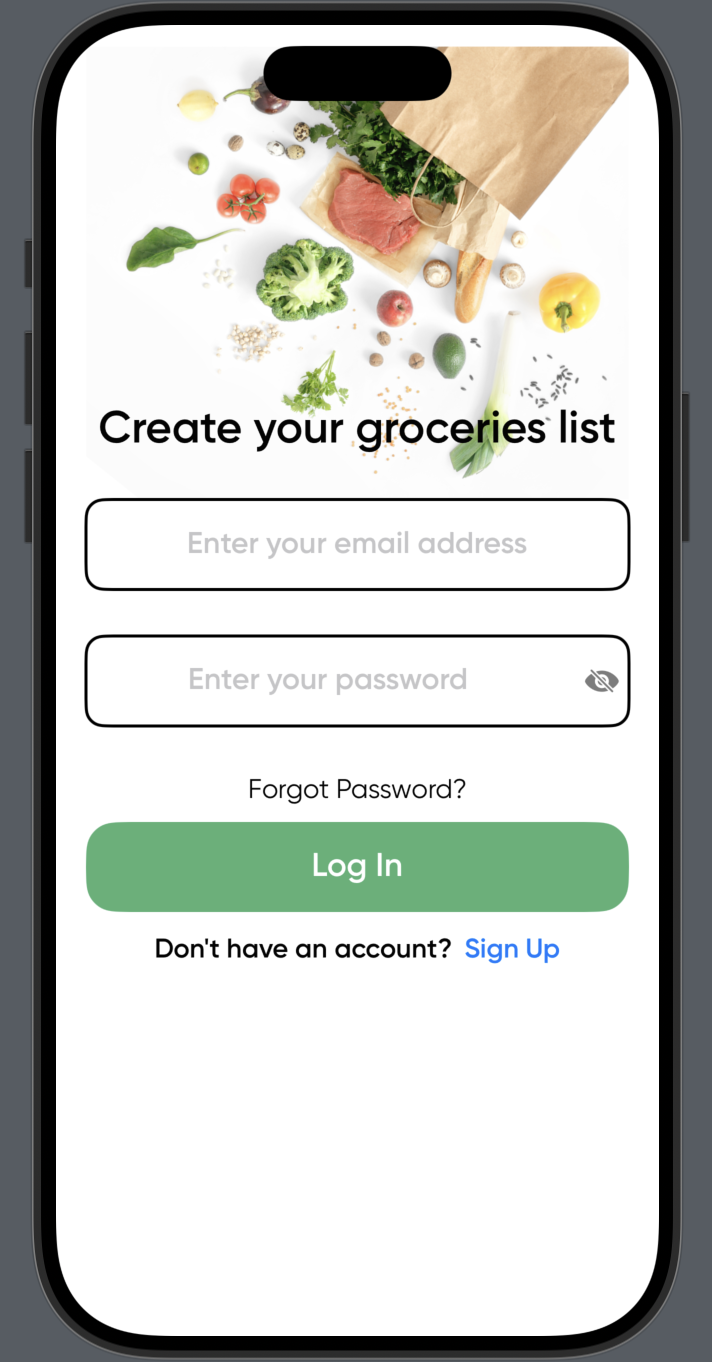 Create your groceries list
Enter your email address
Enter your password
Forgot Password?
Log In
Don't have an account? Sign Up